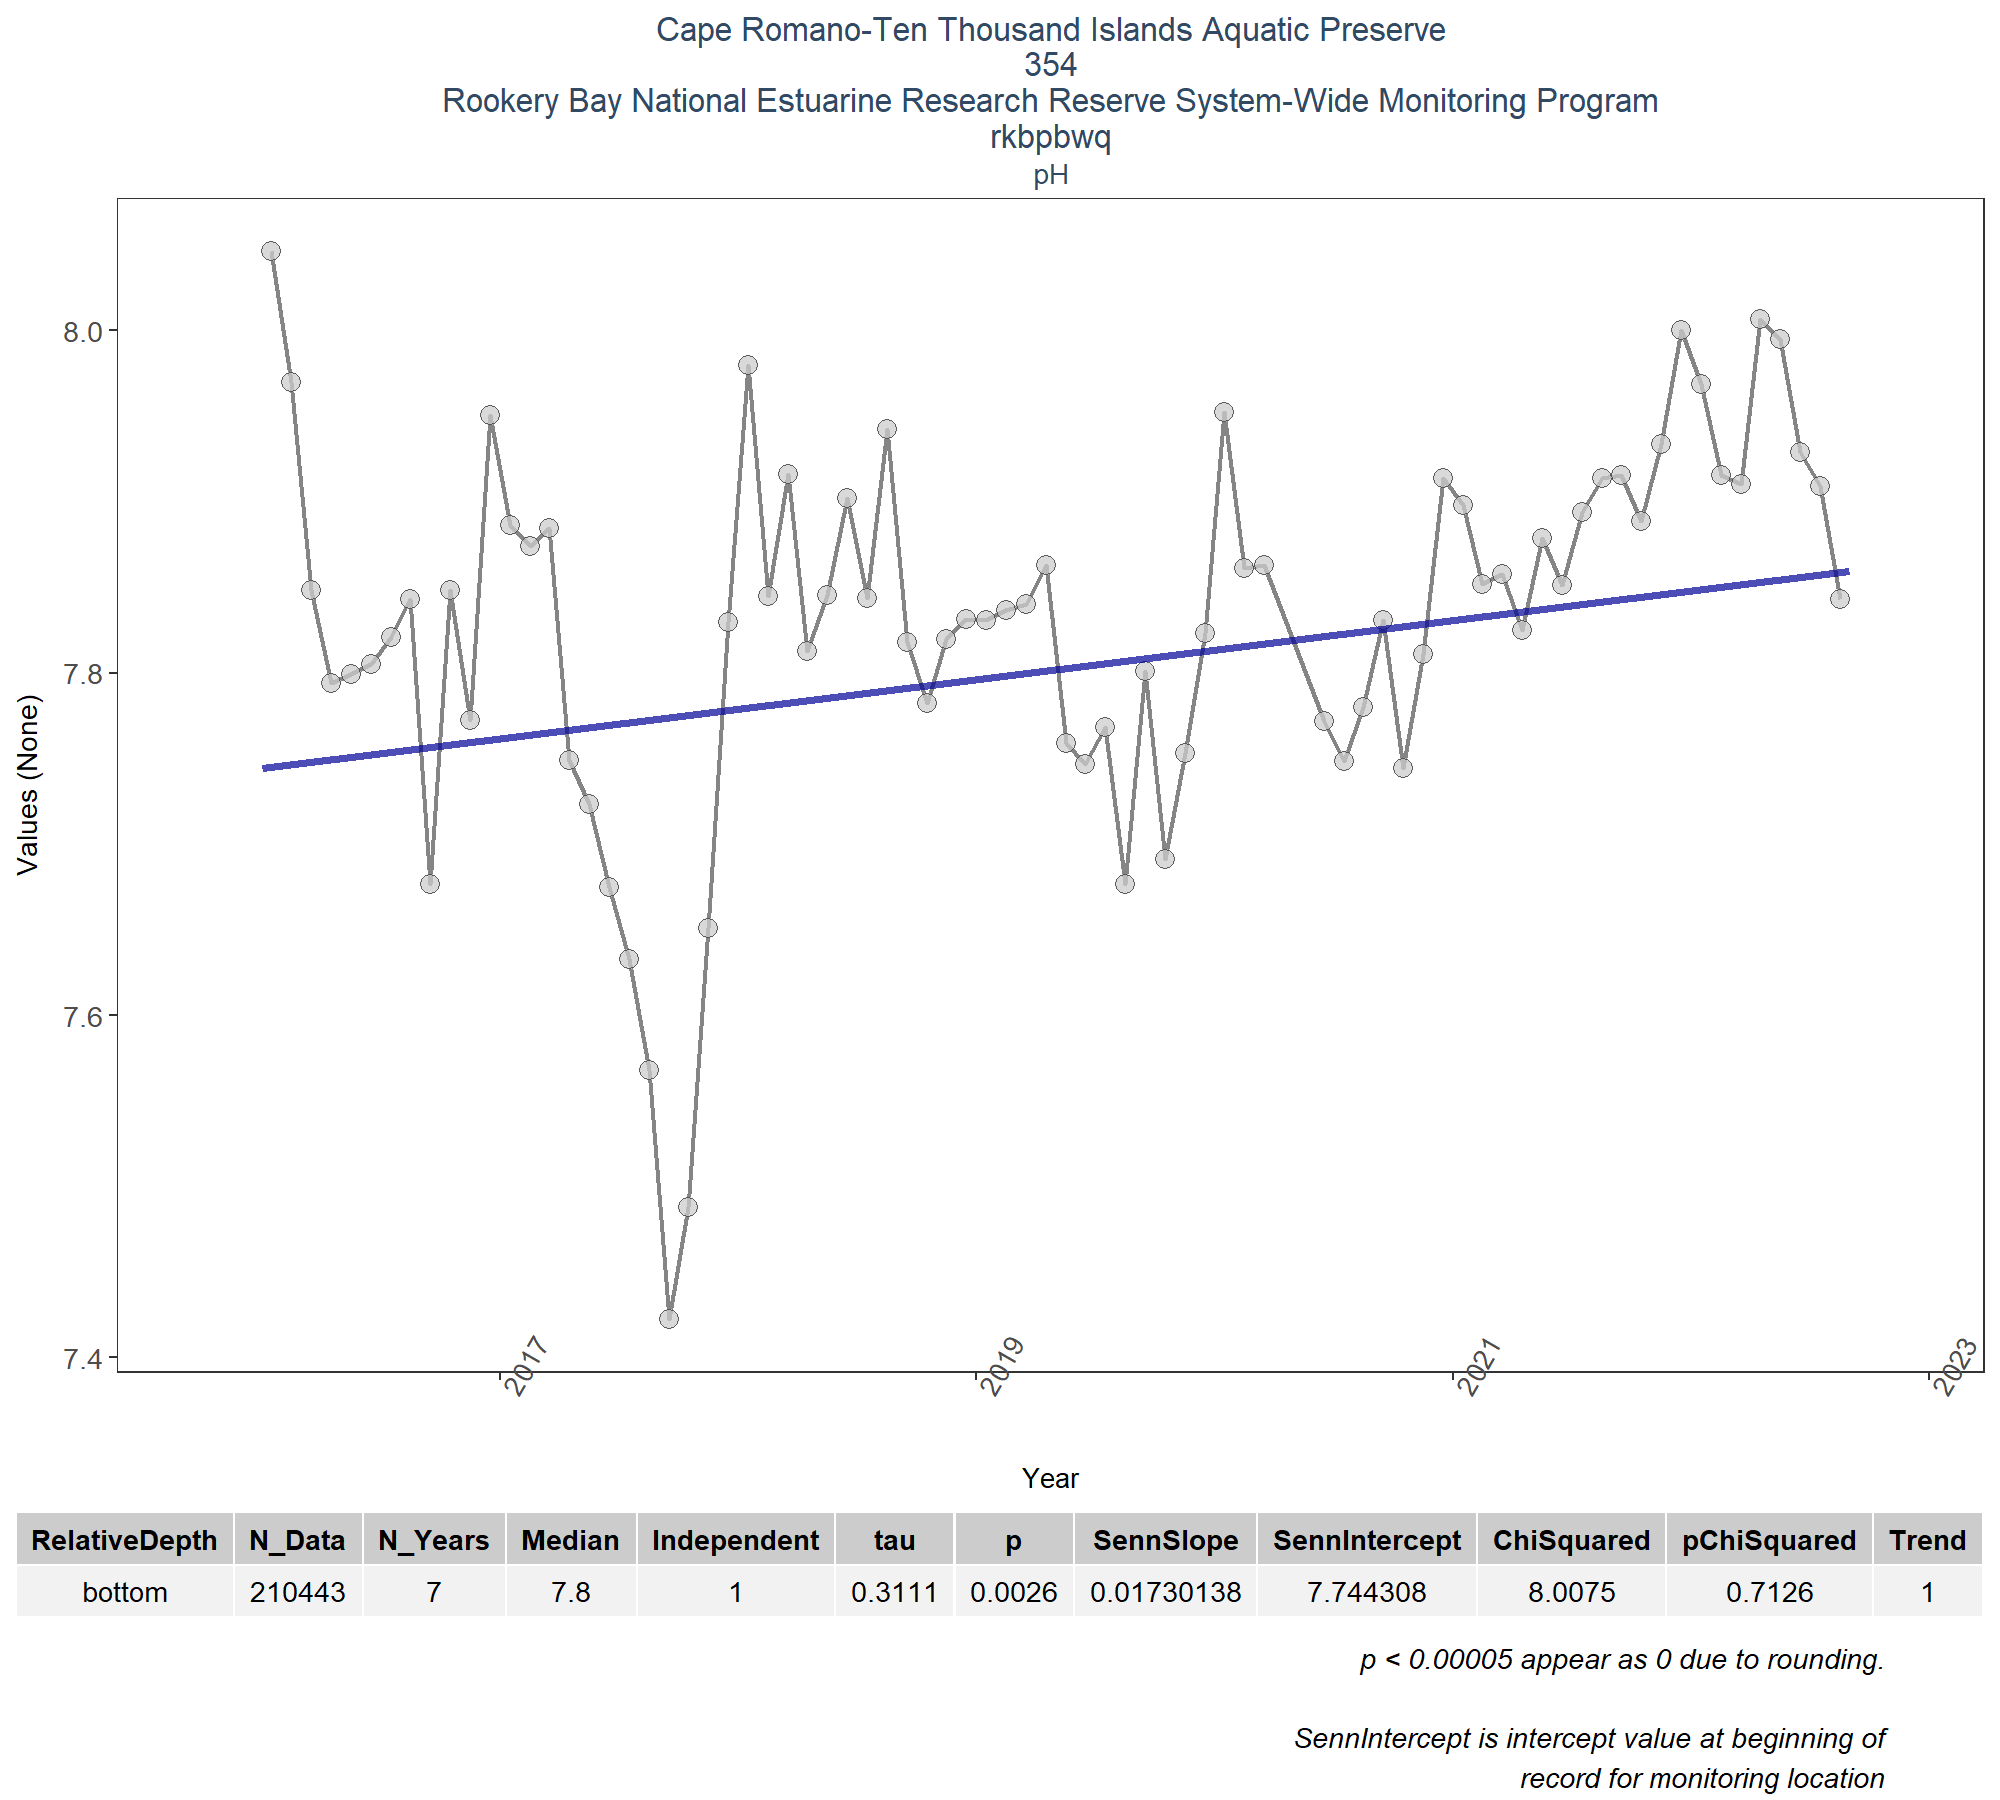 Cape Romano-Ten Thousand Islands Aquatic Preserve
354
Rookery Bay National Estuarine Research Reserve System-Wide Monitoring Program
rkbpbwq
pH
8.0
7.8
7.6
7.4
Values (None)
2017
2019
2021
2023
Year
RelativeDepth N_Data N_Years Median Independent tau p SennSlope SennIntercept ChiSquared pChiSquared Trend
bottom 210443 7 7.8 1 0.3111 0.0026 0.01730138 7.744308 8.0075 0.7126 1
p < 0.00005 appear as 0 due to rounding.
SennIntercept is intercept value at beginning of
record for monitoring location